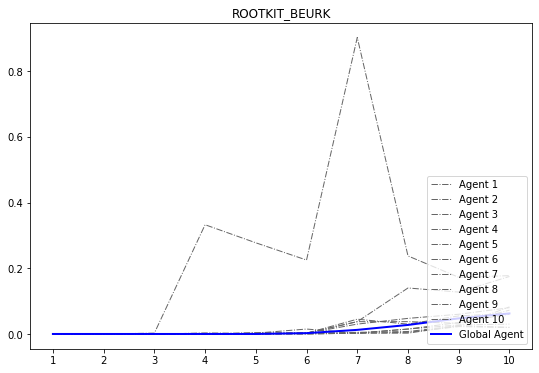 ROOTKIT_BEURK
0.8
0.6
0.4
0.2
0.0
1 2 3 4 5 6 7 8 9 10
Agent 1
Agent 2
Agent 3
Agent 4
Agent 5
Agent 6
Agent 7
Agent 8
Agent 9
Agent 10
Global Agent